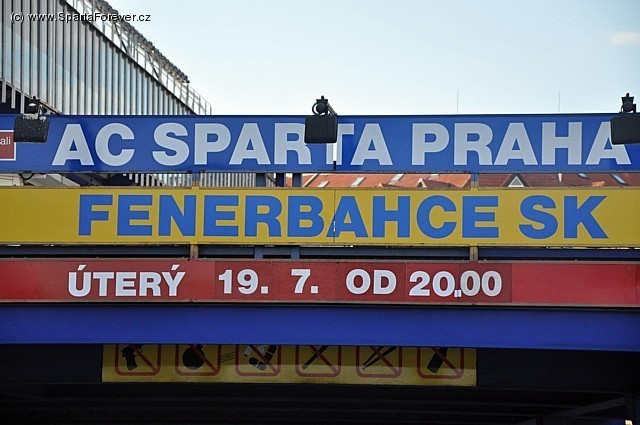 (c) www.SpartaForever.cz
AC SPARTA PRAHA
FENERBAHCE SK
ÚTERÝ 19. 7. OD 20.00